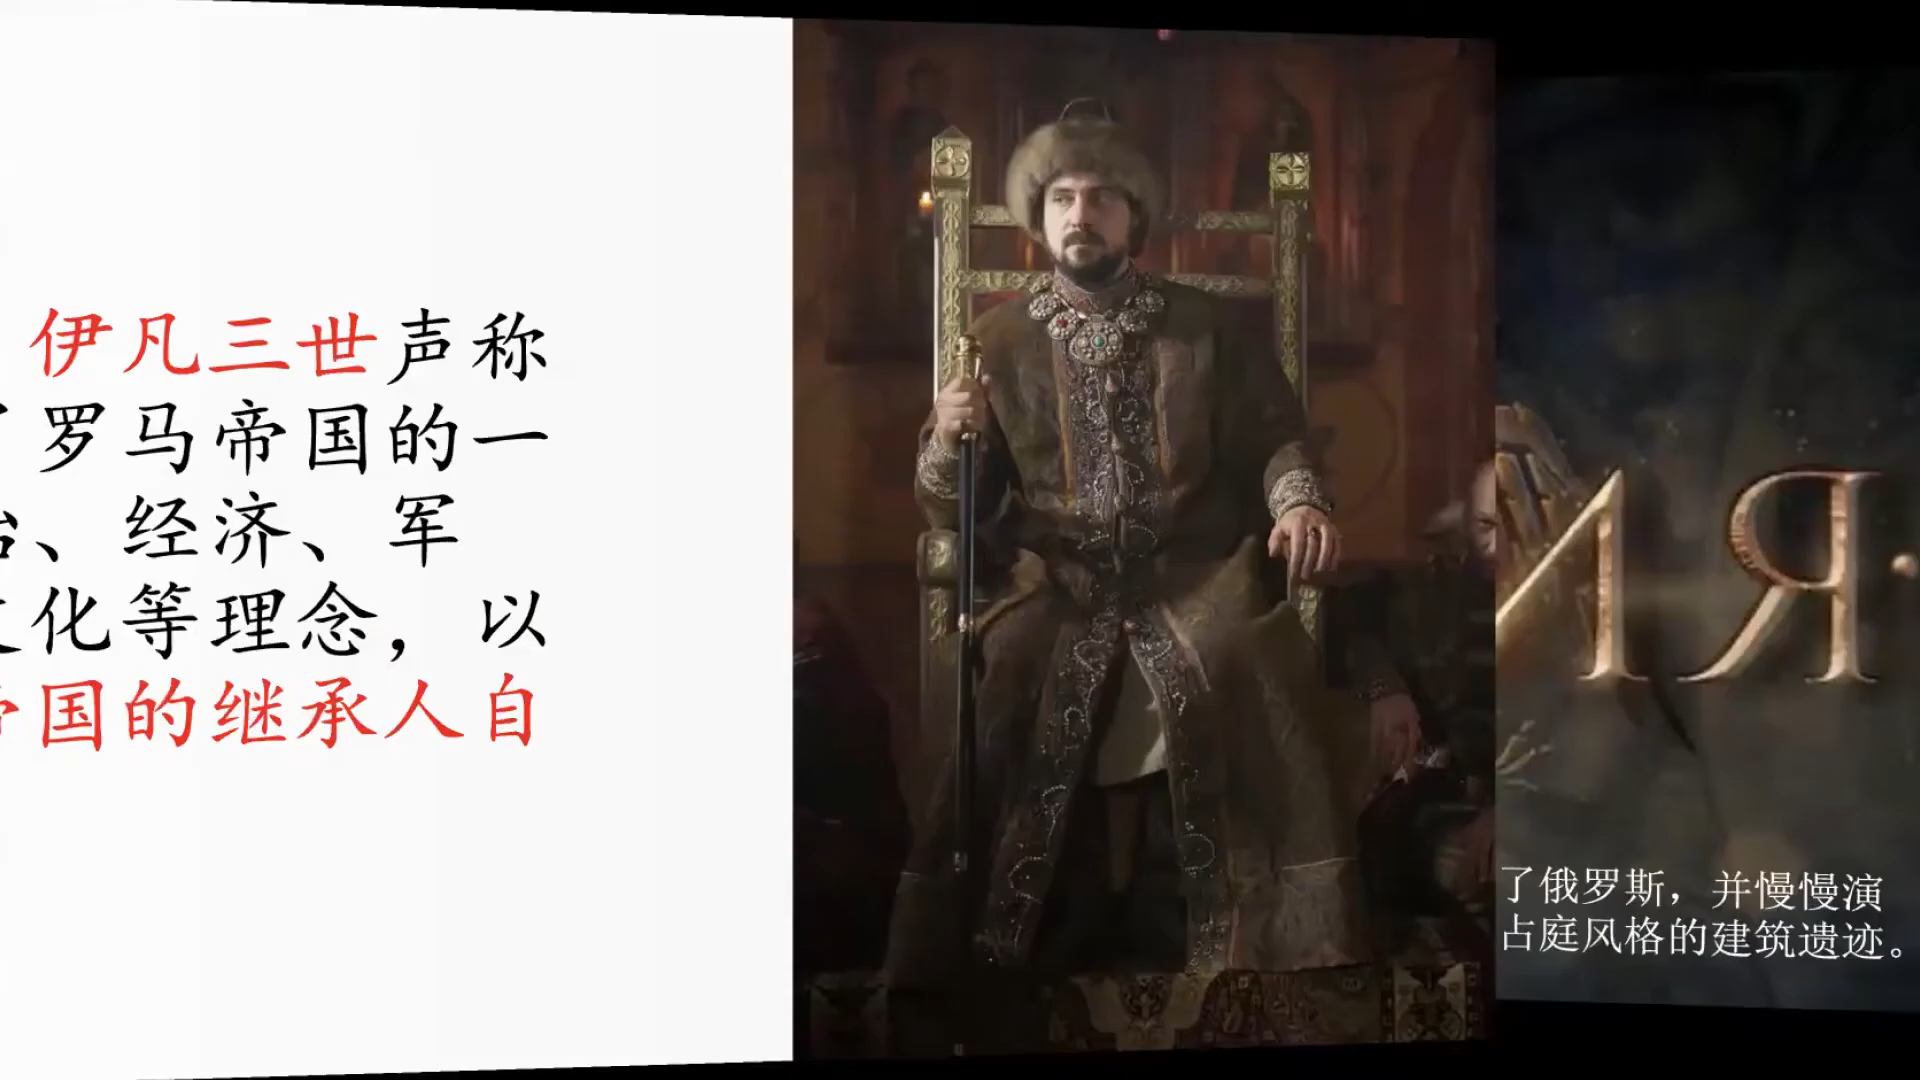 伊凡三世声称
罗马帝国的一
、经济、军
化等理念，以
国的继承人自
ИЯ
了俄罗斯，并慢慢演
占庭风格的建筑遗迹。